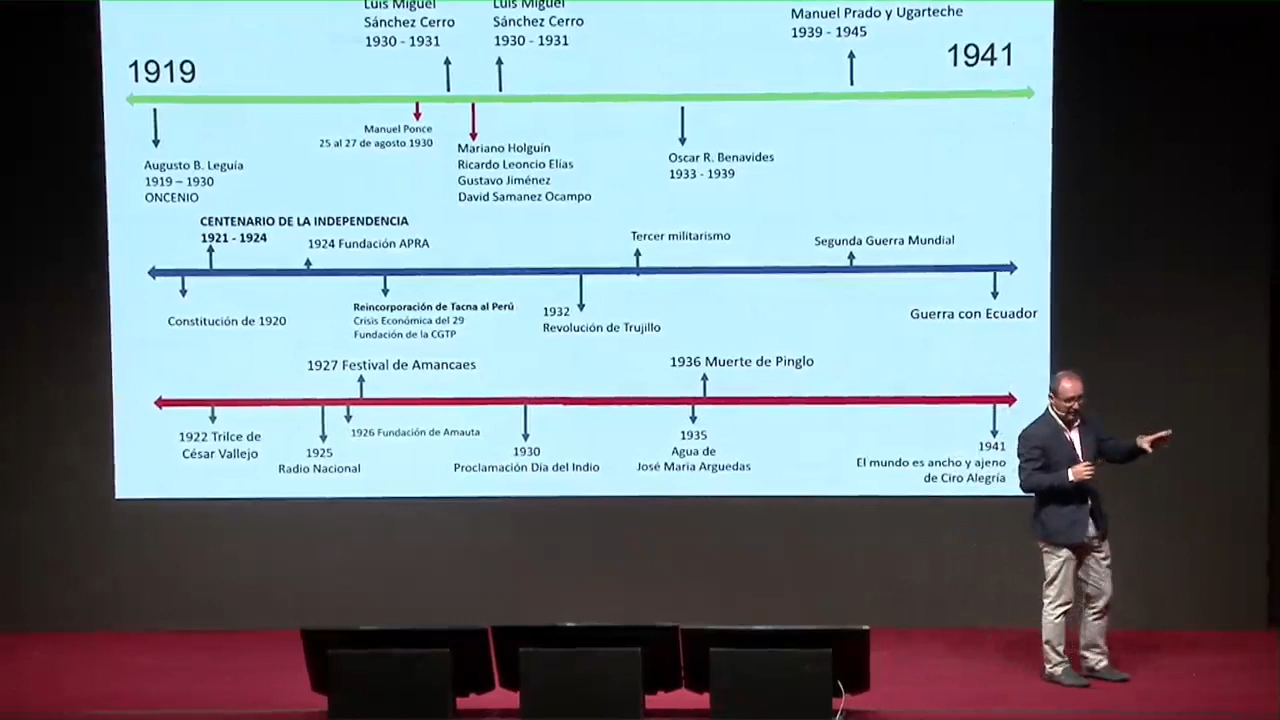 Luis Miguel
Sánchez Cerro
1930 - 1931
Luis Miguel
Sánchez Cerro
1930 - 1931
Manuel Prado y Ugarteche
1939 - 1945
1919
1941
Manuel Ponce
25 al 27 de agosto 1930
Augusto B. Leguía
1919 – 1930
ONCENIO
Mariano Holguín
Ricardo Leoncio Elías
Gustavo Jiménez
David Samanez Ocampo
Oscar R. Benavides
1933 - 1939
CENTENARIO DE LA INDEPENDENCIA
1921 - 1924
1924 Fundación APRA
Tercer militarismo
Segunda Guerra Mundial
Constitución de 1920
Reincorporación de Tacna al Perú
Crisis Económica del 29
Fundación de la CGTP
1932
Revolución de Trujillo
Guerra con Ecuador
1927 Festival de Amancaes
1936 Muerte de Pinglo
1922 Trilce de
César Vallejo
1925
Radio Nacional
1926 Fundación de Amauta
1930
Proclamación Día del Indio
1935
Agua de
José María Arguedas
1941
El mundo es ancho y ajeno
de Ciro Alegría